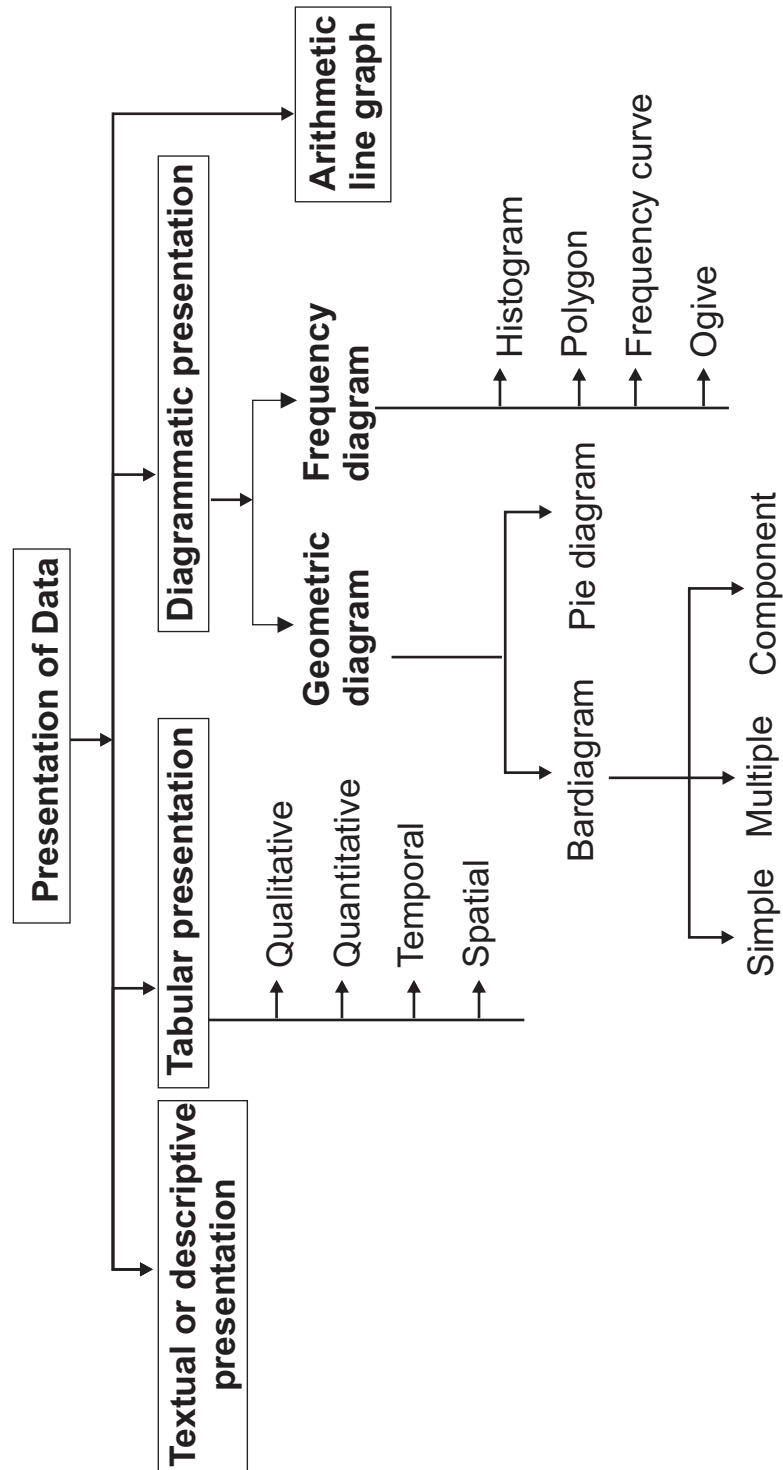 Presentation of Data
Textual or descriptive
presentation
Tabular presentation
Qualitative
Quantitative
Temporal
Spatial
Diagrammatic presentation
Geometric
diagram
Bardiagram
Simple
Multiple
Component
Pie diagram
Frequency
diagram
Histogram
Polygon
Frequency curve
Ogive
Arithmetic
line graph